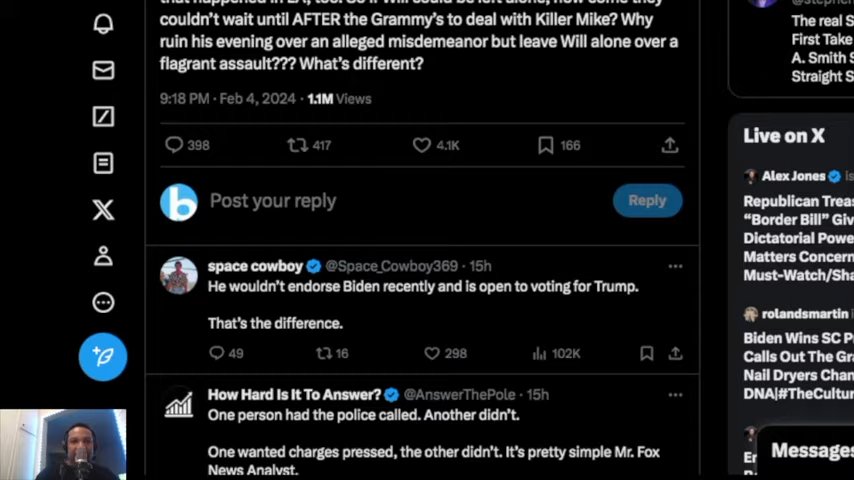 that happened in LA, too! So if Will could be left alone, how come they
couldn't wait until AFTER the Grammy's to deal with Killer Mike? Why
ruin his evening over an alleged misdemeanor but leave Will alone over a
flagrant assault??? What's different?
9:18 PM · Feb 4, 2024 · 1.1M Views
398 417 4.1K 166
Post your reply
Reply
space cowboy @Space_Cowboy369 · 15h
He wouldn't endorse Biden recently and is open to voting for Trump.
That's the difference.
49 16 298 102K
How Hard Is It To Answer? @AnswerThePole · 15h
One person had the police called. Another didn't.
One wanted charges pressed, the other didn't. It's pretty simple Mr. Fox
News Analyst.
The real S
First Take
A. Smith S
Straight S
Live on X
Alex Jones is
Republican Treas
"Border Bill" Giv
Dictatorial Powe
Matters Concern
Must-Watch/Sha
rolandsmartin
Biden Wins SC P
Calls Out The Gra
Nail Dryers Chan
DNA|#TheCultur
Messages